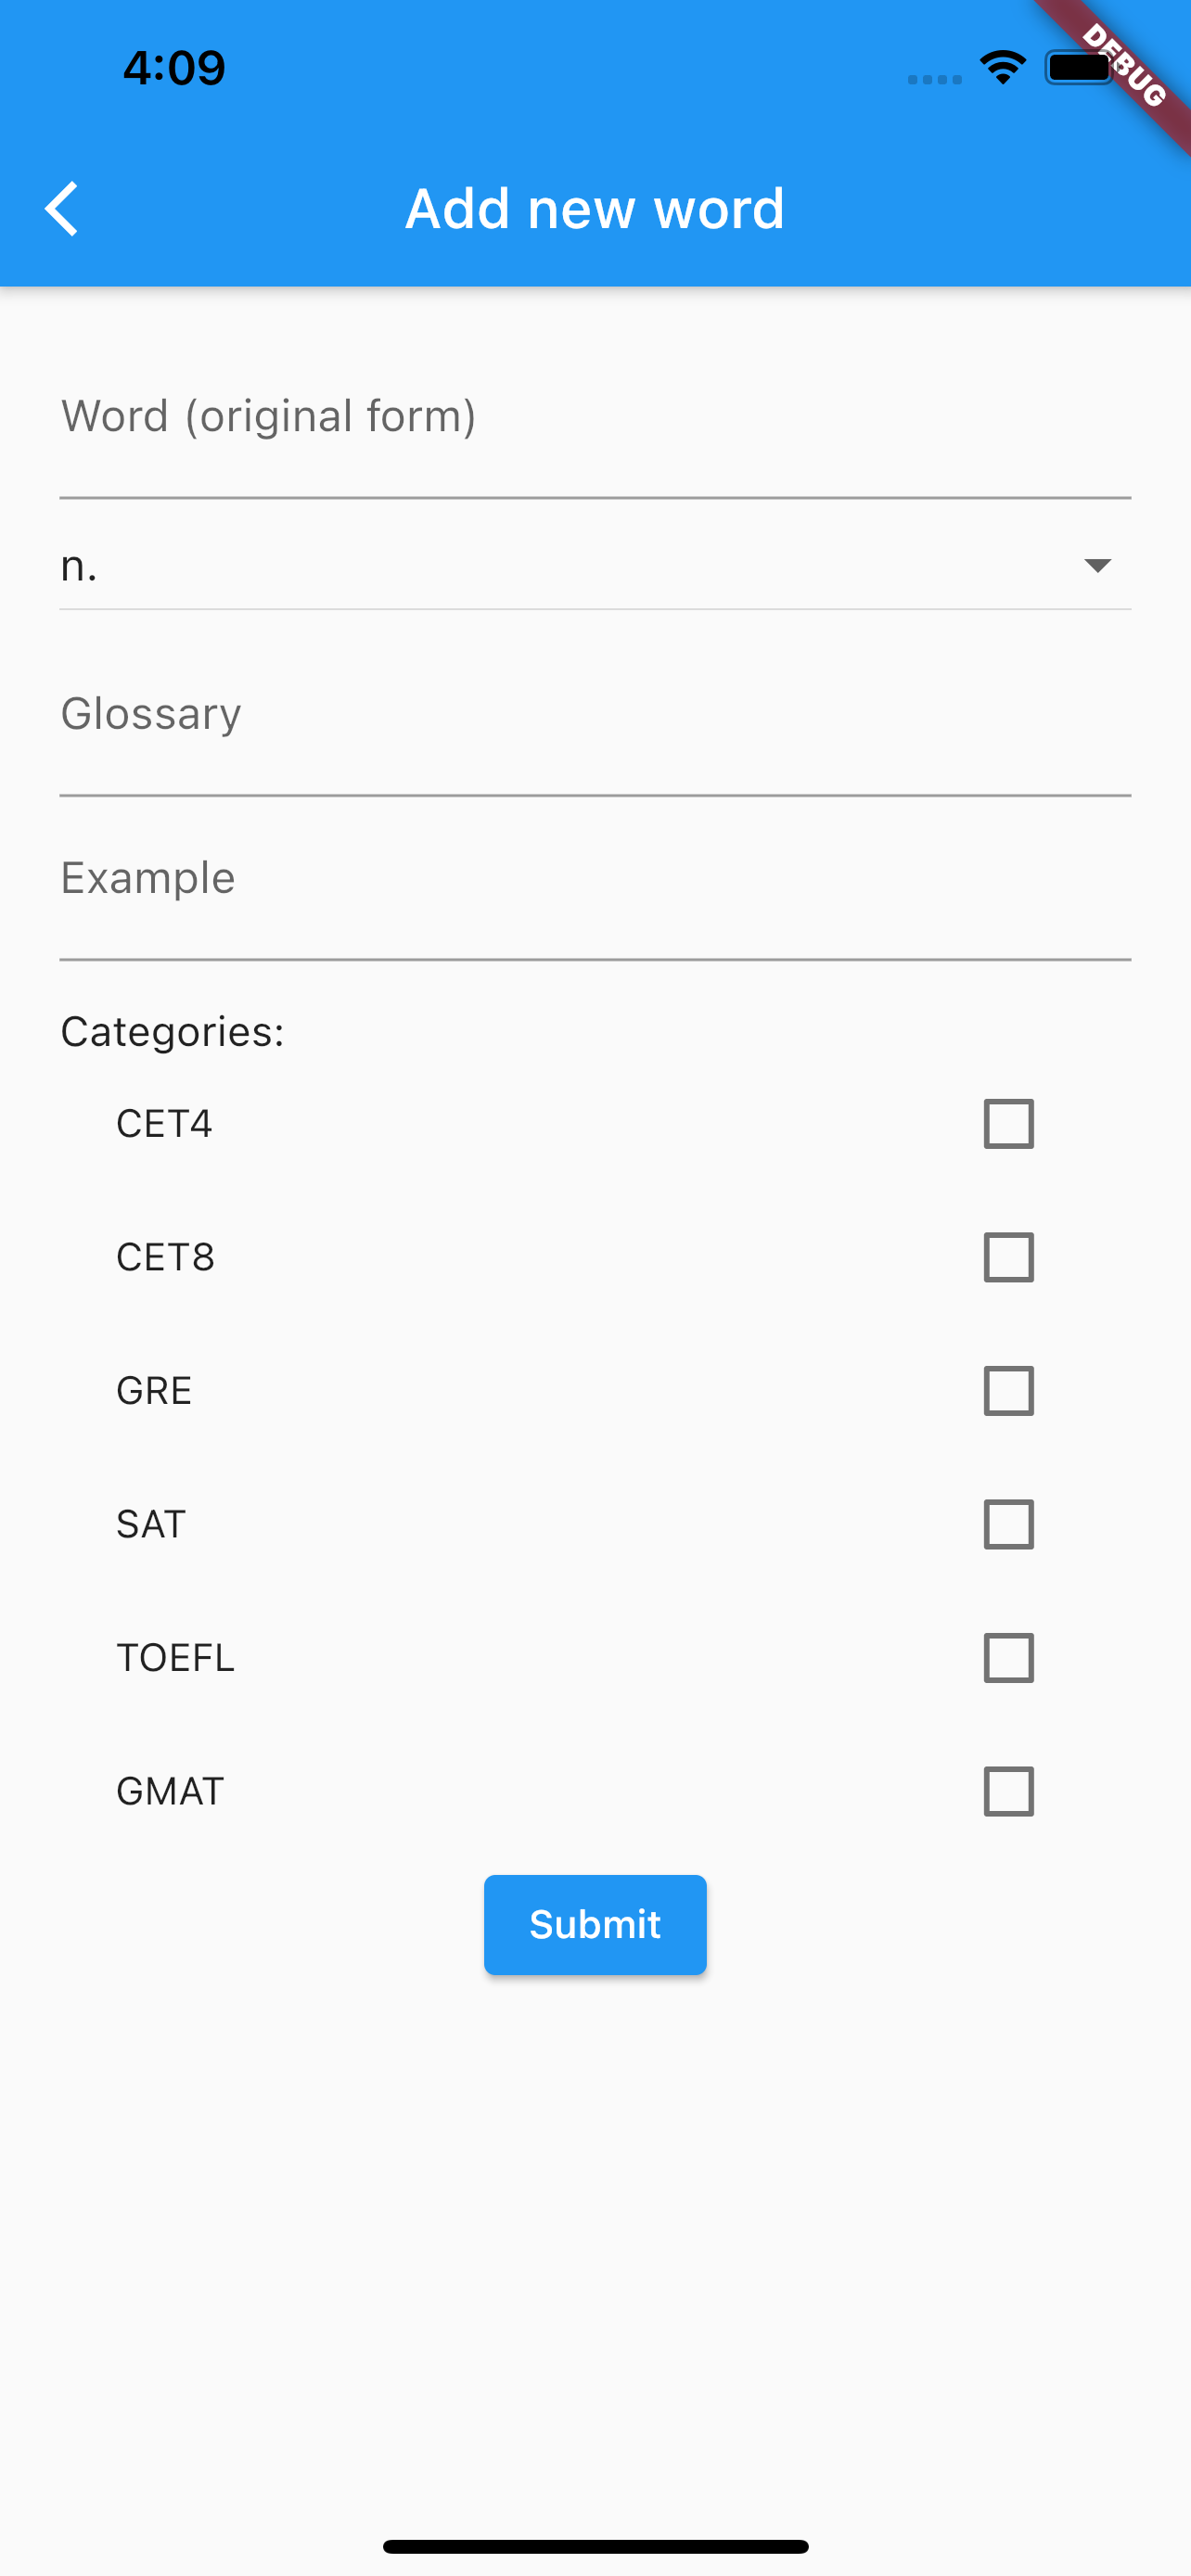 4:09
DEBUG
Add new word
Word (original form)
n.
Glossary
Example
Categories:
CET4
CET8
GRE
SAT
TOEFL
GMAT
Submit